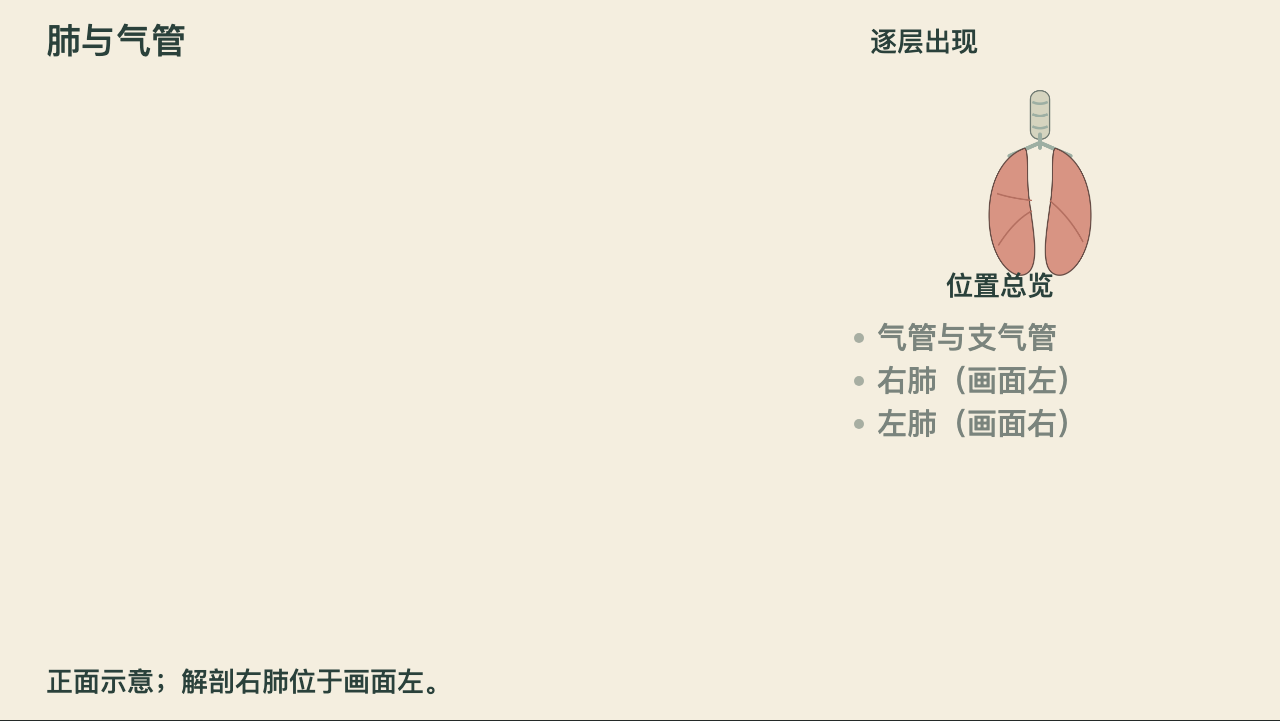 肺与气管
逐层出现
位置总览
气管与支气管
右肺（画面左）
左肺（画面右）
正面示意；解剖右肺位于画面左。